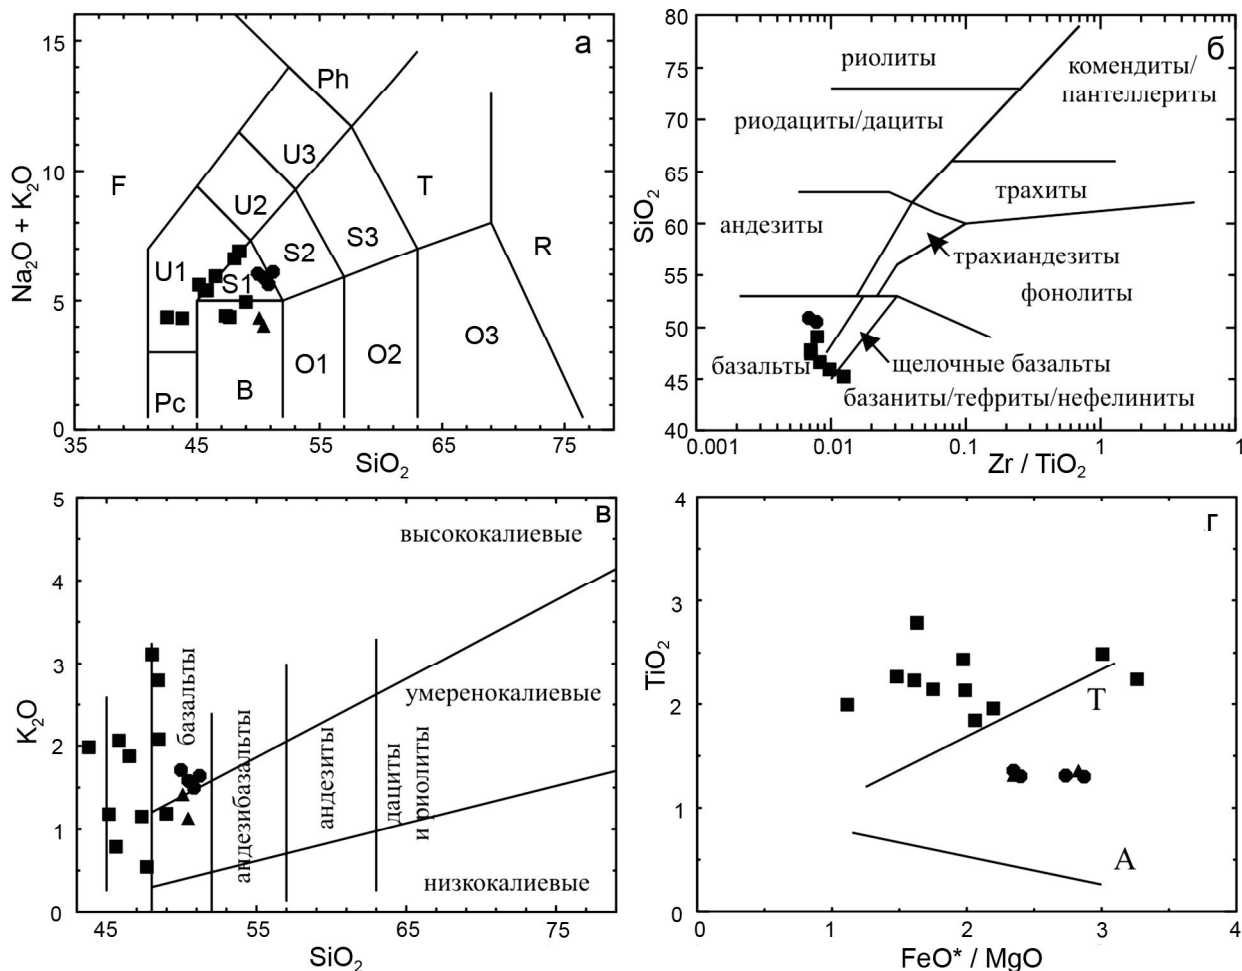 16
15
10
5
0
35
45
55
65
75
Na₂O + K₂O
SiO₂
а
Ph
F
U3
T
U2
S3
S2
R
U1
S1
O3
O2
O1
B
Pc
80
75
70
65
60
55
50
45
40
0.001
0.01
0.1
1
1
SiO₂
Zr / TiO₂
б
риолиты
комендиты/
пантеллериты
риодациты/дациты
трахиты
андезиты
трахиандезиты
фонолиты
базальты
щелочные базальты
базаниты/тефриты/нефелиниты
5
4
3
2
1
0
45
55
65
K₂O
SiO₂
в
высококалиевые
базальты
умеренокалиевые
андезибазальты
андезиты
дациты
и риолиты
низкокалиевые
4
3
2
1
0
0
1
2
3
4
TiO₂
FeO* / MgO
г
T
A